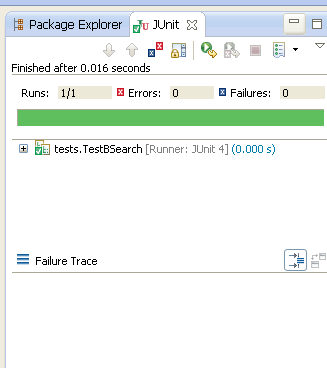 Package Explorer JUnit
Finished after 0.016 seconds
Runs: 1/1 Errors: 0 Failures: 0
tests.TestBSearch [Runner: JUnit 4] (0.000 s)
Failure Trace